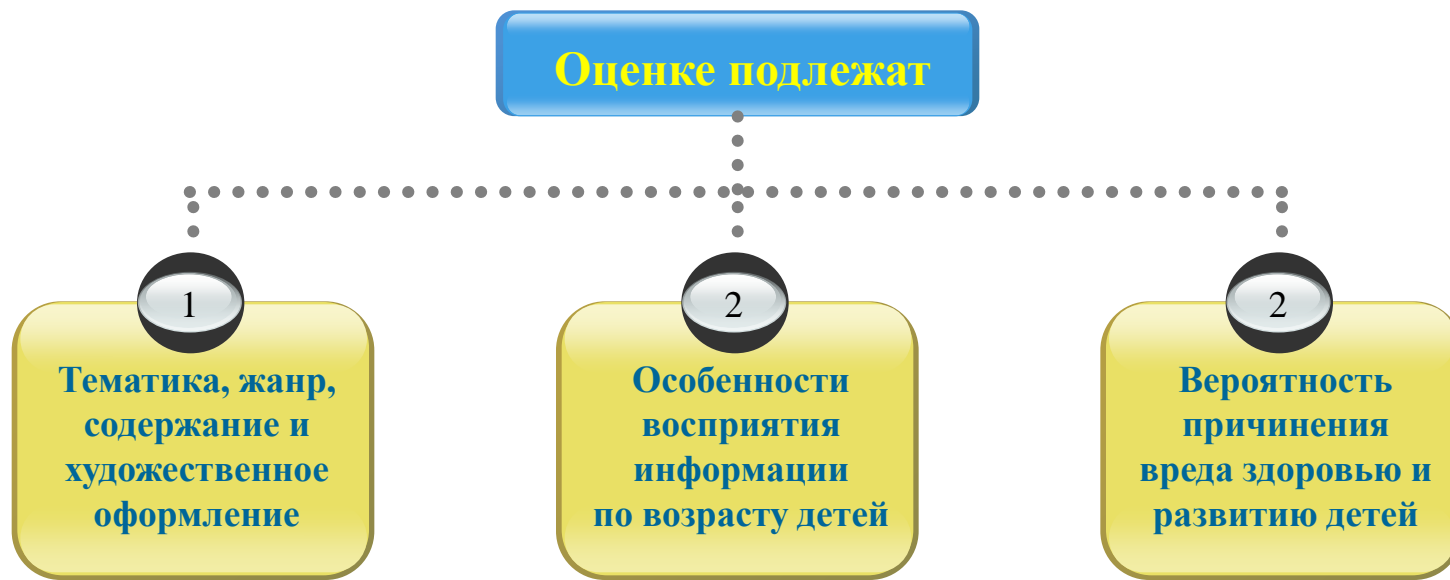 Оценке подлежат
1
Тематика, жанр,
содержание и
художественное
оформление
2
Особенности
восприятия
информации
по возрасту детей
2
Вероятность
причинения
вреда здоровью и
развитию детей